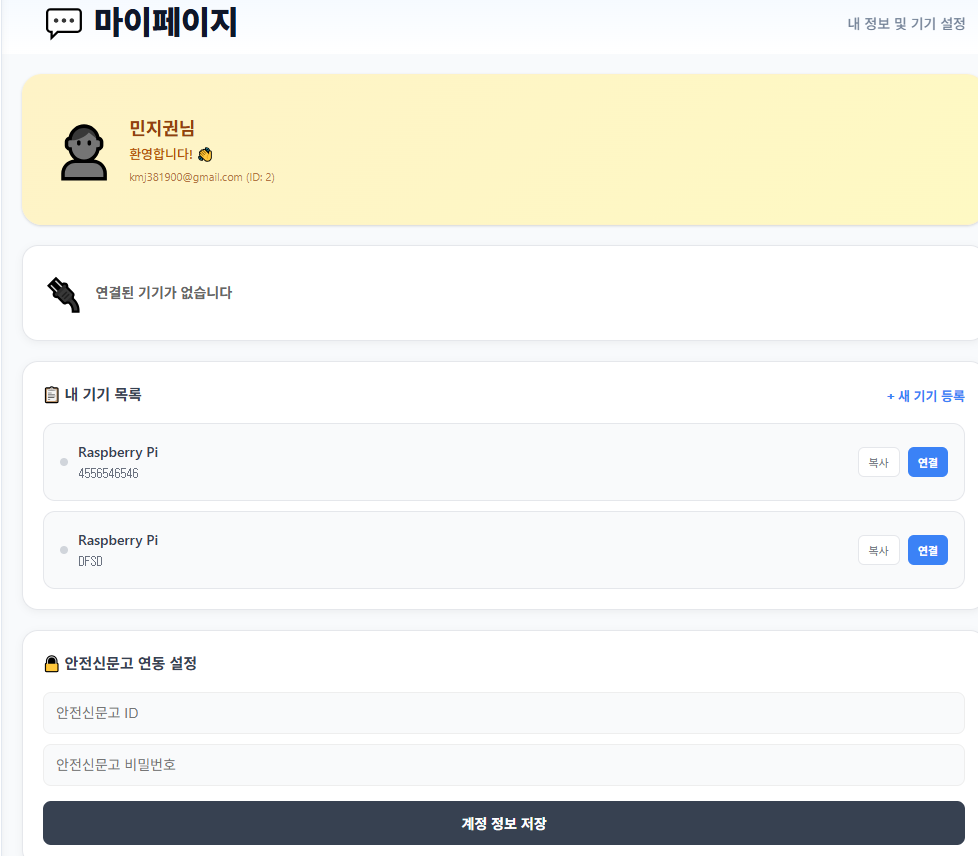 마이페이지
내 정보 및 기기 설정
민지권님
환영합니다! 👏
kmj381900@gmail.com (ID: 2)
연결된 기기가 없습니다
📋 내 기기 목록
+ 새 기기 등록
Raspberry Pi
4556546546
복사
연결
Raspberry Pi
DFSD
복사
연결
🔒 안전신문고 연동 설정
안전신문고 ID
안전신문고 비밀번호
계정 정보 저장